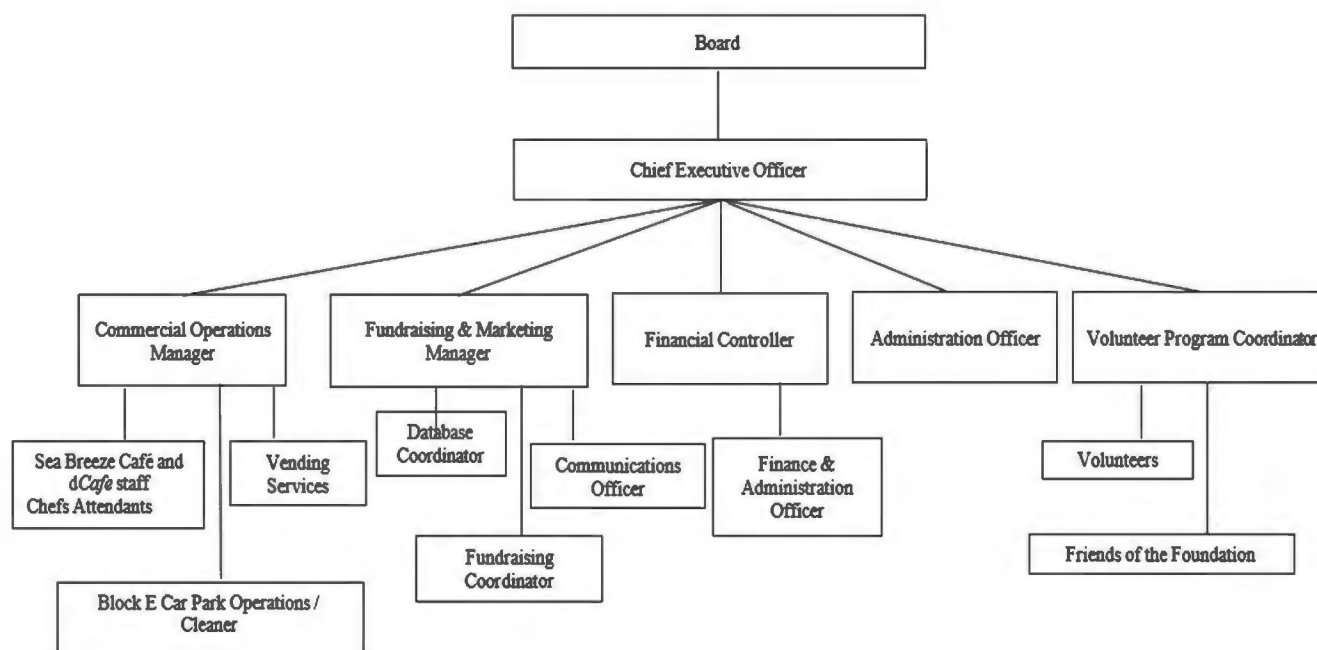 Board
Chief Executive Officer
Commercial Operations
Manager
Fundraising & Marketing
Manager
Financial Controller
Administration Officer
Volunteer Program Coordinator
Sea Breeze Café and
dCafe staff
Chefs Attendants
Vending
Services
Database
Coordinator
Communications
Officer
Finance &
Administration
Officer
Volunteers
Fundraising
Coordinator
Friends of the Foundation
Block E Car Park Operations /
Cleaner